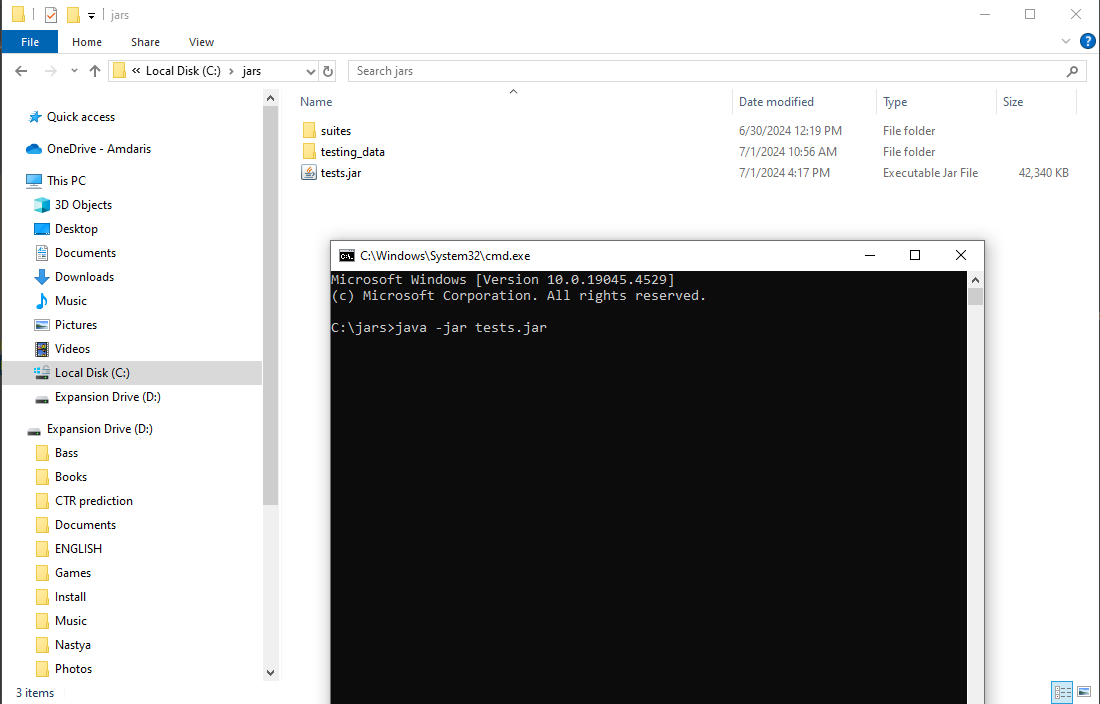 jars
File Home Share View
« Local Disk (C:) › jars
Search jars
Name Date modified Type Size
suites 6/30/2024 12:19 PM File folder
testing_data 7/1/2024 10:56 AM File folder
tests.jar 7/1/2024 4:17 PM Executable Jar File 42,340 KB
Quick access
OneDrive - Amdaris
This PC
3D Objects
Desktop
Documents
Downloads
Music
Pictures
Videos
Local Disk (C:)
Expansion Drive (D:)
Expansion Drive (D:)
Bass
Books
CTR prediction
Documents
ENGLISH
Games
Install
Music
Nastya
Photos
3 items
C:\Windows\System32\cmd.exe
Microsoft Windows [Version 10.0.19045.4529]
(c) Microsoft Corporation. All rights reserved.
C:\jars>java -jar tests.jar